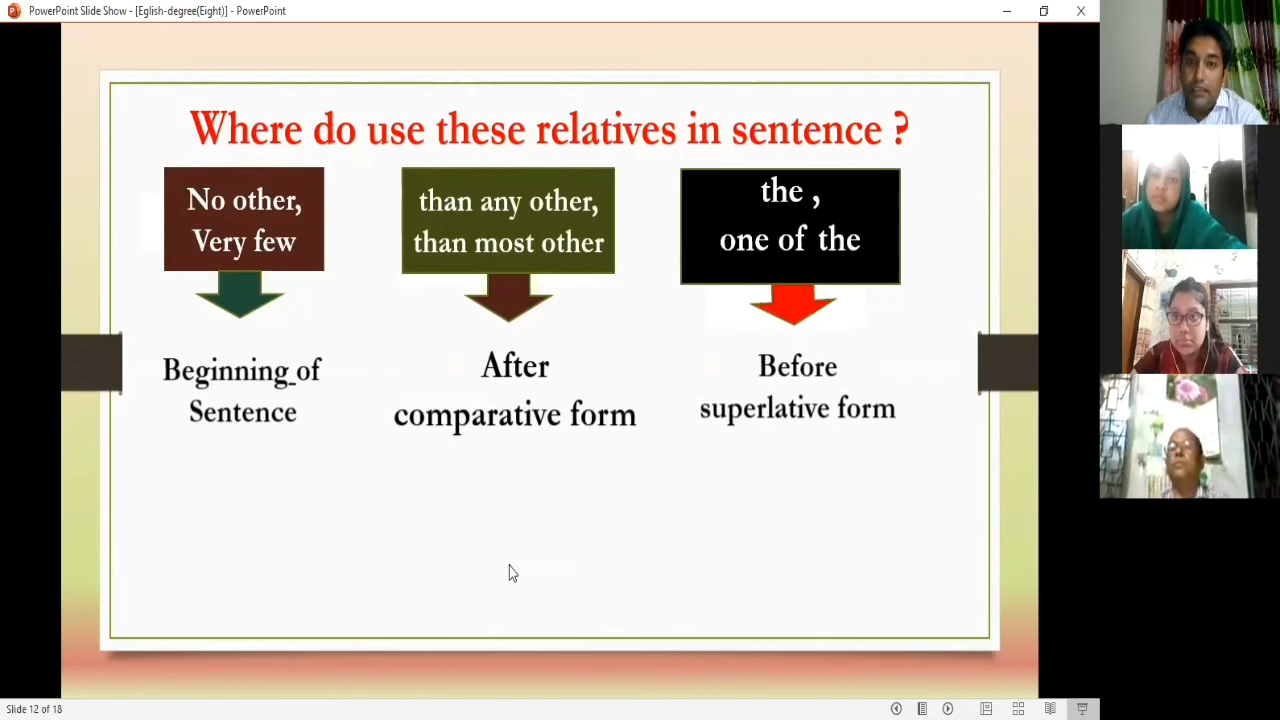 PowerPoint Slide Show - [Eglish-degree(Eight)] - PowerPoint
Where do use these relatives in sentence ?
No other,
Very few
than any other,
than most other
the ,
one of the
Beginning of
Sentence
After
comparative form
Before
superlative form
Slide 12 of 18